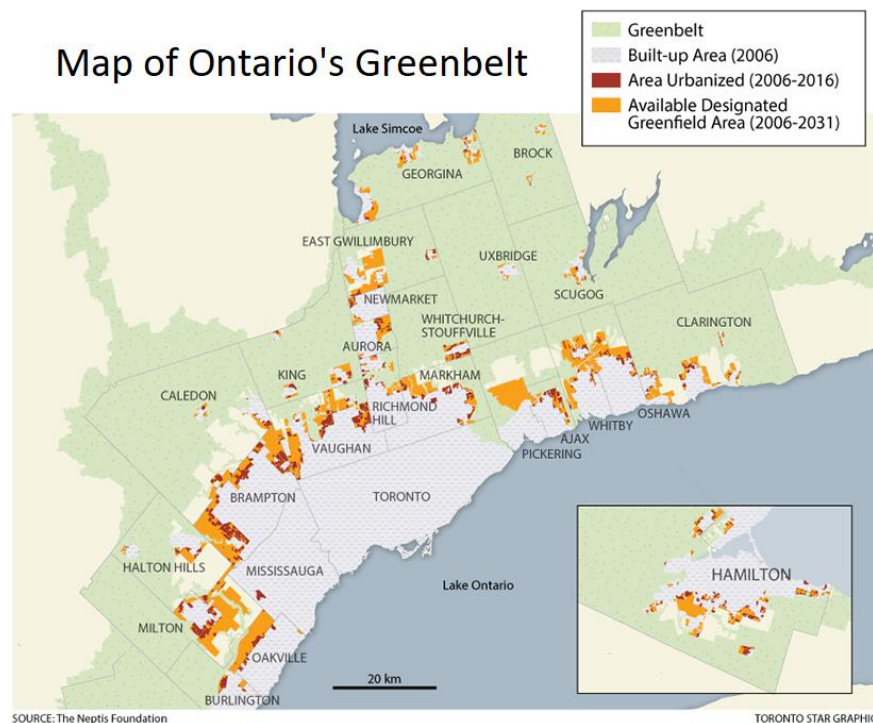 Map of Ontario's Greenbelt
Greenbelt
Built-up Area (2006)
Area Urbanized (2006-2016)
Available Designated
Greenfield Area (2006-2031)
Lake Simcoe
BROCK
GEORGINA
EAST GWILLIMBURY
UXBRIDGE
SCUGOG
NEWMARKET
WHITCHURCH-
STOUFFVILLE
CLARINGTON
AURORA
KING
MARKHAM
CALEDON
RICHMOND
HILL
OSHAWA
WHITBY
AJAX
VAUGHAN
PICKERING
BRAMPTON
TORONTO
HALTON HILLS
MISSISSAUGA
HAMILTON
Lake Ontario
MILTON
OAKVILLE
20 km
BURLINGTON
SOURCE: The Neptis Foundation
TORONTO STAR GRAPHIC